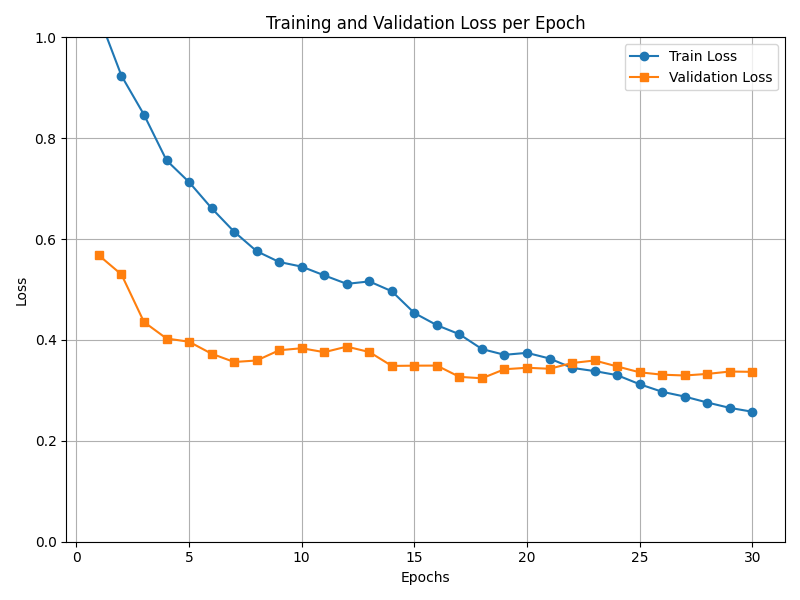 Training and Validation Loss per Epoch
Train Loss
Validation Loss
1.0
0.8
0.6
0.4
0.2
0.0
Loss
0 5 10 15 20 25 30
Epochs